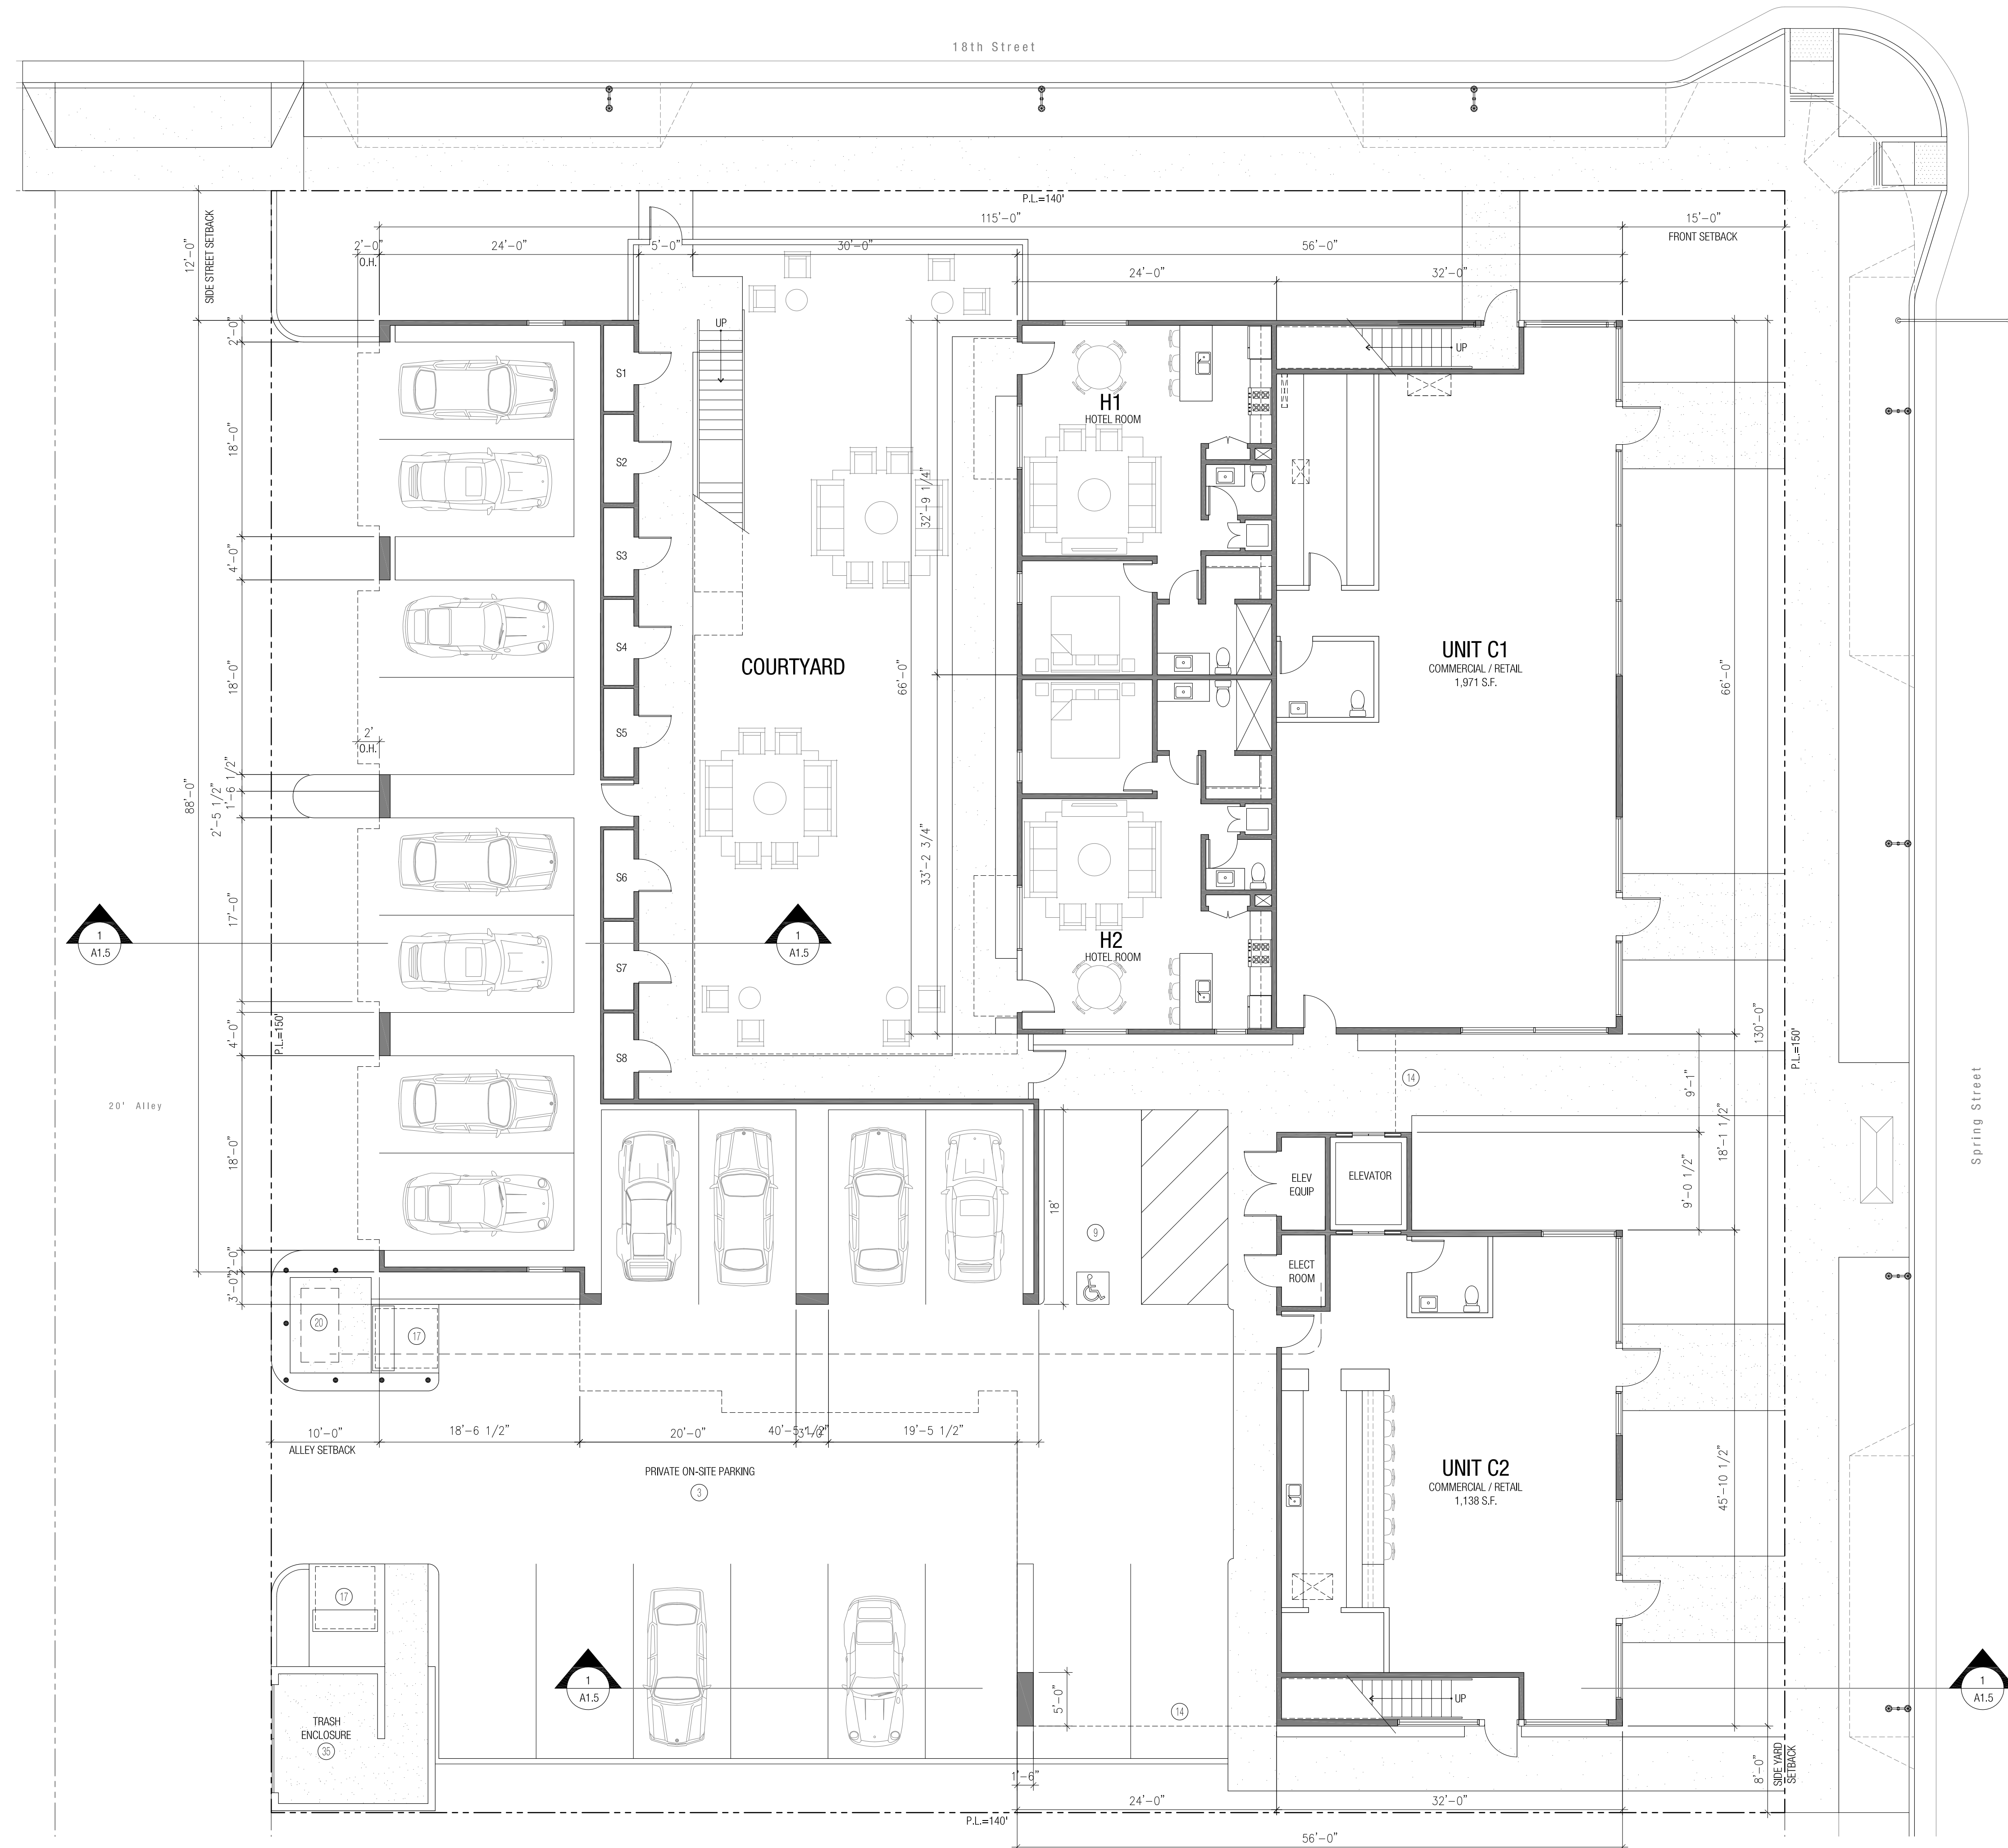 18th Street
P.L.=140'
115'-0"
15'-0"
FRONT SETBACK
12'-0"
SIDE STREET SETBACK
2'-0"
O.H.
24'-0"
5'-0"
30'-0"
56'-0"
24'-0"
32'-0"
UP
UP
2'-0"
S1
H1
HOTEL ROOM
18'-0"
S2
32'-9 1/4"
4'-0"
S3
S4
COURTYARD
UNIT C1
COMMERCIAL / RETAIL
1,971 S.F.
18'-0"
66'-0"
66'-0"
S5
2'
O.H.
88'-0"
2'-5 1/2"
1'-6 1/2"
33'-2 3/4"
S6
17'-0"
1
A1.5
1
A1.5
H2
HOTEL ROOM
S7
P.L.=150'
4'-0"
S8
130'-0"
P.L.=150'
14
9'-1"
20' Alley
Spring Street
18'-0"
18'
18'-1 1/2"
9'-0 1/2"
ELEV
EQUIP
ELEVATOR
9
ELECT
ROOM
2'-0"
3'-0"
20
17
10'-0"
ALLEY SETBACK
18'-6 1/2"
20'-0"
40'-5 1/2"
3'-0"
19'-5 1/2"
PRIVATE ON-SITE PARKING
3
UNIT C2
COMMERCIAL / RETAIL
1,138 S.F.
45'-10 1/2"
17
1
A1.5
5'-0"
14
UP
1
A1.5
TRASH
ENCLOSURE
35
1'-6"
8'-0"
SIDE YARD
SETBACK
24'-0"
32'-0"
P.L.=140'
56'-0"